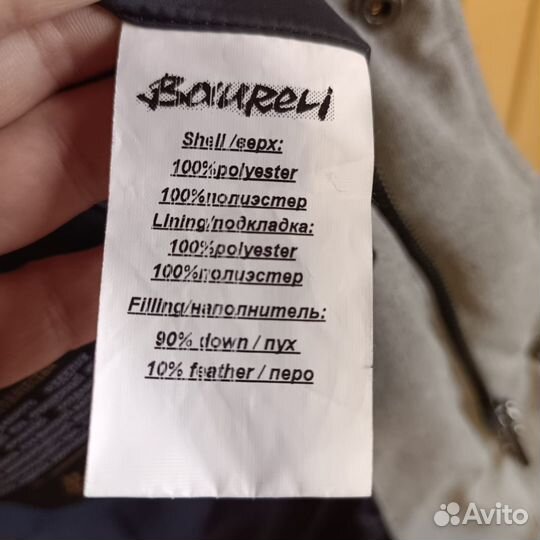 BauReli
Shell /верх:
100%polyester
100%полиэстер
Lining/подкладка:
100%polyester
100%полиэстер
Filling/наполнитель:
90% down / пух
10% feather / перо
Avito